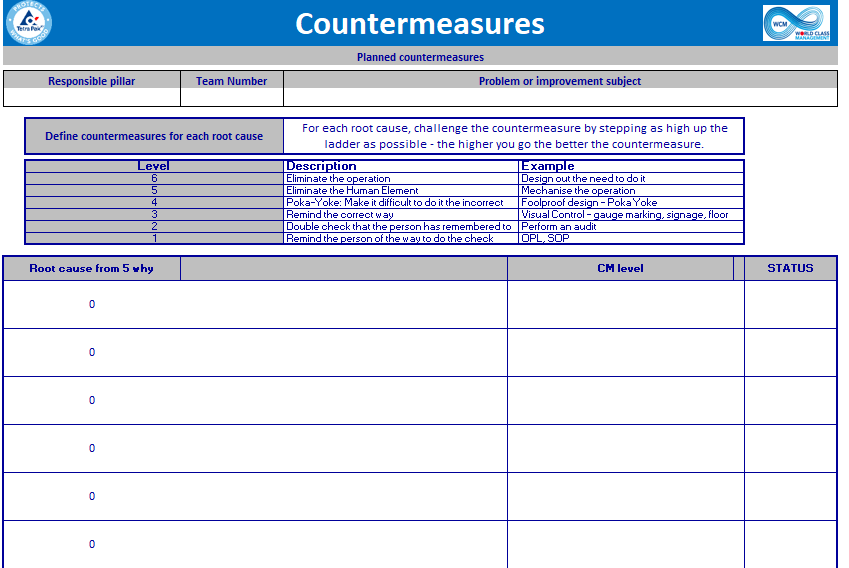 PROTECTS
Tetra Pak
WHAT'S GOOD
Countermeasures
WCM
WORLD CLASS
MANAGEMENT
Planned countermeasures
Responsible pillar Team Number Problem or improvement subject
Define countermeasures for each root cause
For each root cause, challenge the countermeasure by stepping as high up the
ladder as possible - the higher you go the better the countermeasure.
Level Description Example
6 Eliminate the operation Design out the need to do it
5 Eliminate the Human Element Mechanise the operation
4 Poka-Yoke: Make it difficult to do it the incorrect Foolproof design - Poka Yoke
3 Remind the correct way Visual Control - gauge marking, signage, floor
2 Double check that the person has remembered to Perform an audit
1 Remind the person of the way to do the check OPL, SOP
Root cause from 5 why CM level STATUS
0
0
0
0
0
0